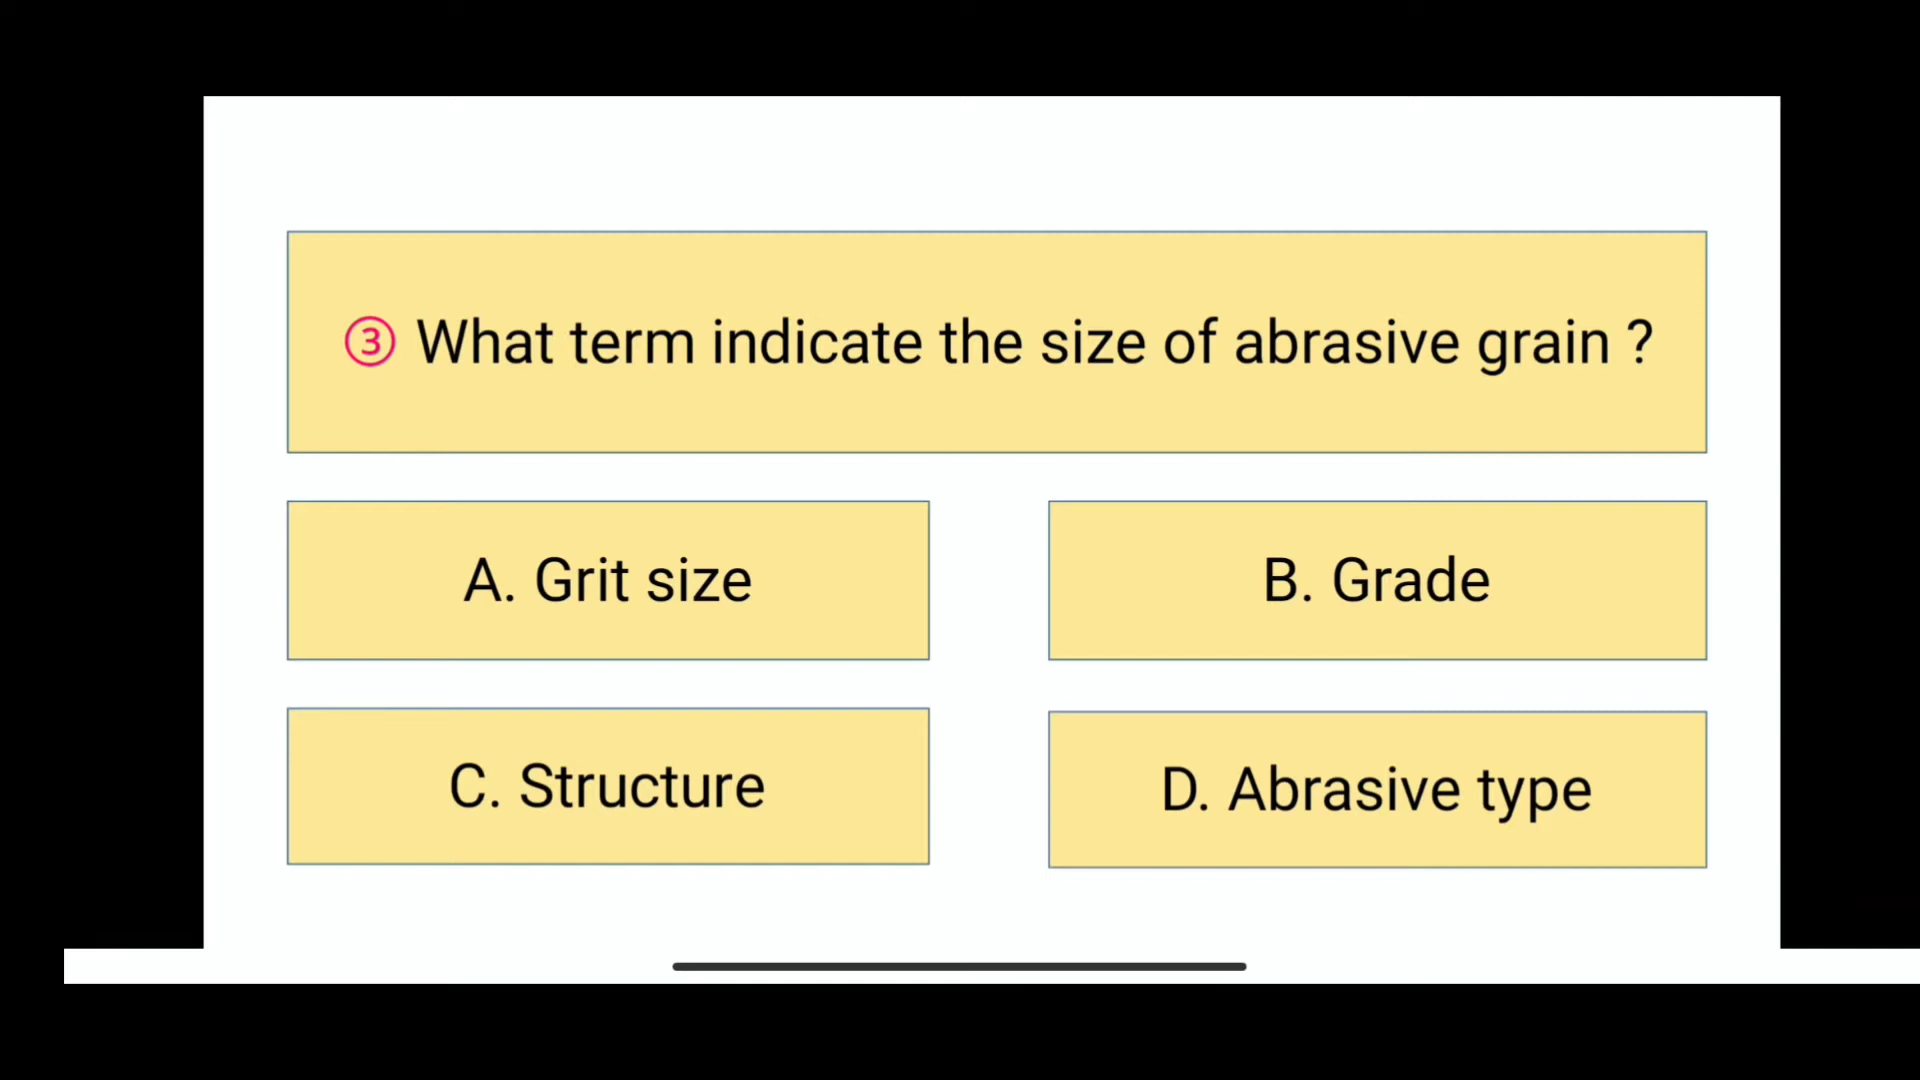 ③ What term indicate the size of abrasive grain ?
A. Grit size
B. Grade
C. Structure
D. Abrasive type